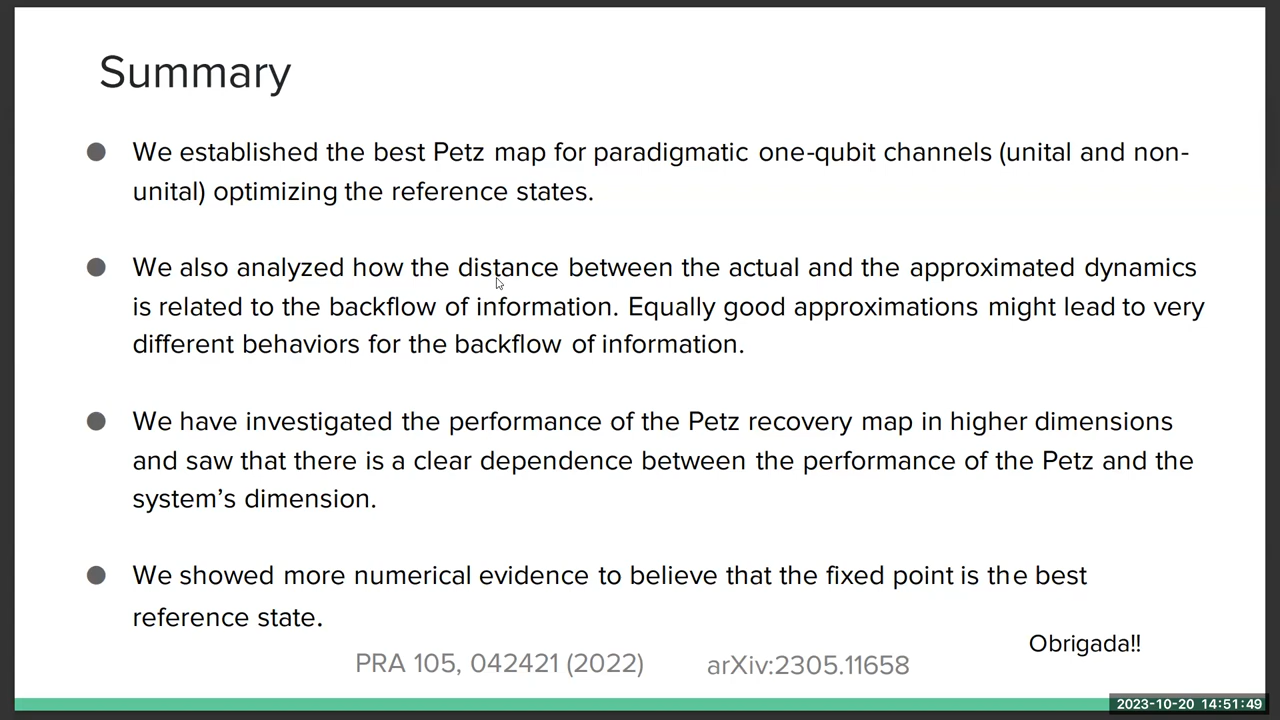 Summary
We established the best Petz map for paradigmatic one-qubit channels (unital and non-
unital) optimizing the reference states.
We also analyzed how the distance between the actual and the approximated dynamics
is related to the backflow of information. Equally good approximations might lead to very
different behaviors for the backflow of information.
We have investigated the performance of the Petz recovery map in higher dimensions
and saw that there is a clear dependence between the performance of the Petz and the
system’s dimension.
We showed more numerical evidence to believe that the fixed point is the best
reference state.
Obrigada!!
PRA 105, 042421 (2022) arXiv:2305.11658
2023-10-20 14:51:49